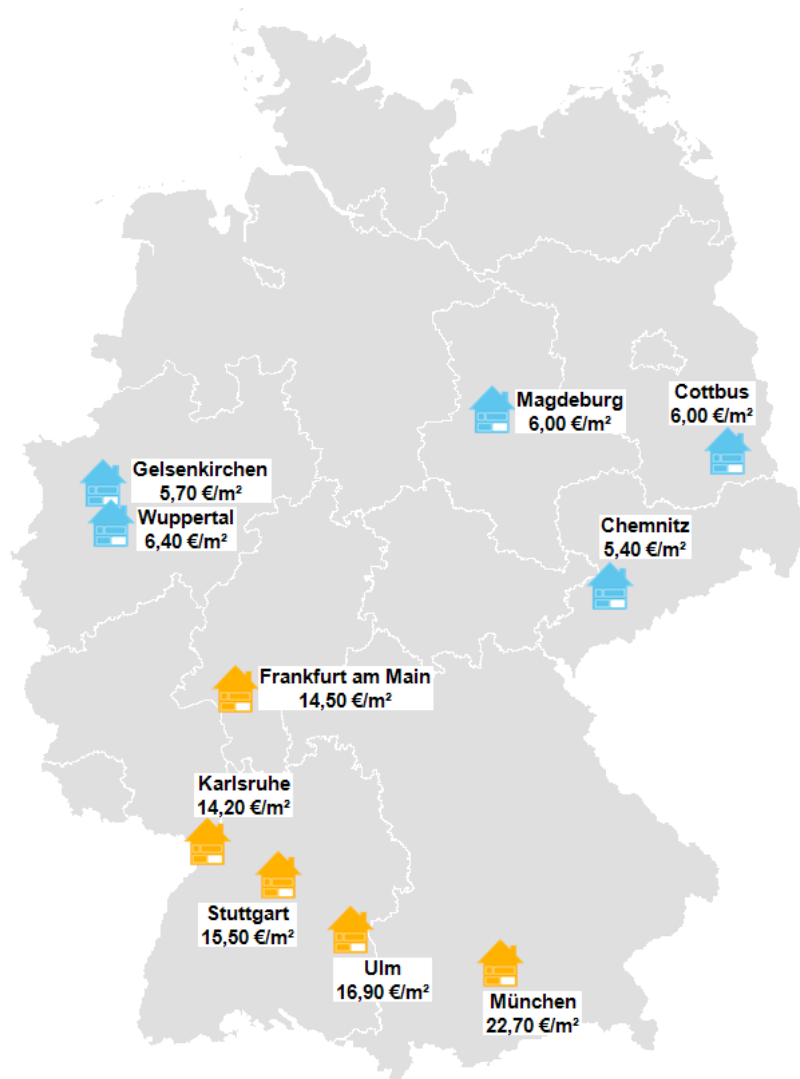 Cottbus
6,00 €/m²
Magdeburg
6,00 €/m²
Gelsenkirchen
5,70 €/m²
Wuppertal
6,40 €/m²
Chemnitz
5,40 €/m²
Frankfurt am Main
14,50 €/m²
Karlsruhe
14,20 €/m²
Stuttgart
15,50 €/m²
Ulm
16,90 €/m²
München
22,70 €/m²